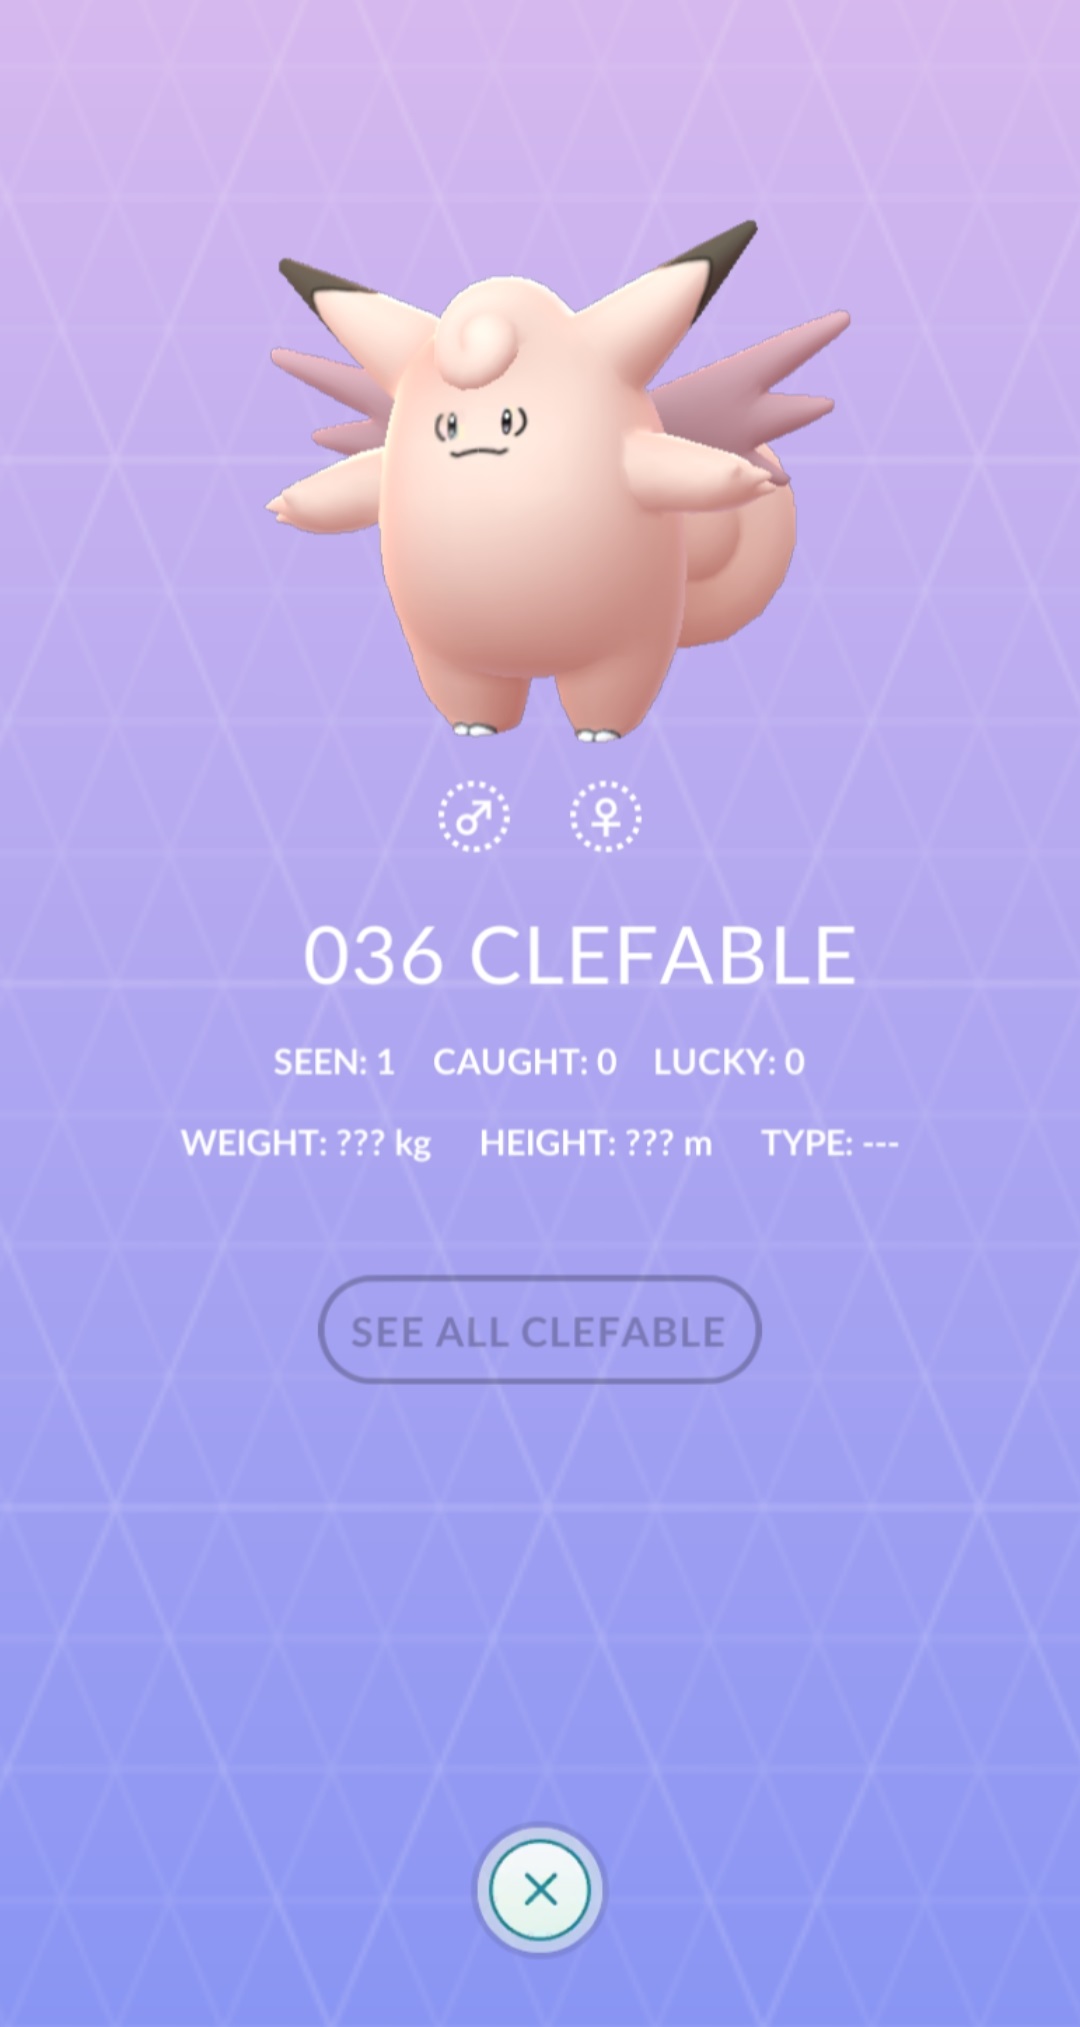 036 CLEFABLE
SEEN: 1 CAUGHT: 0 LUCKY: 0
WEIGHT: ??? kg HEIGHT: ??? m TYPE: ---
SEE ALL CLEFABLE